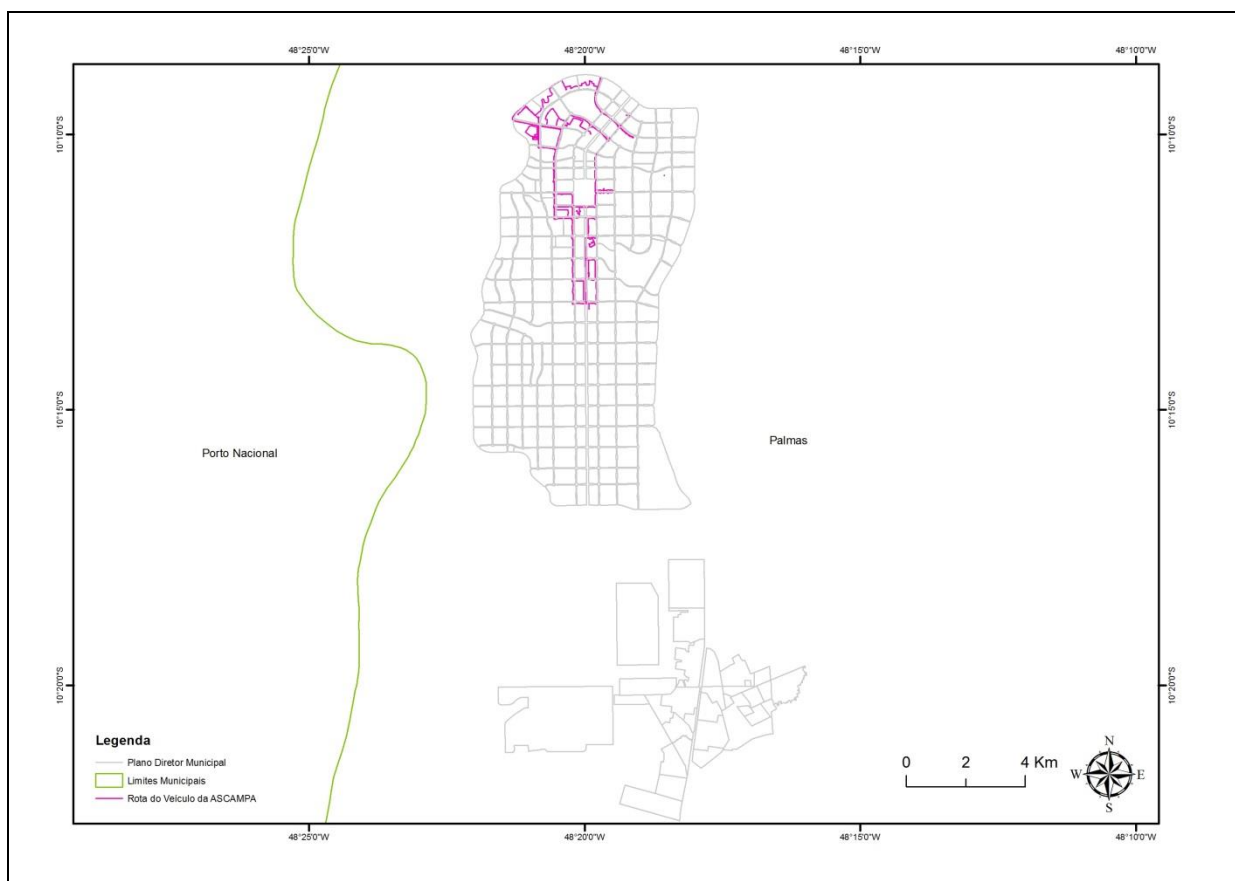 48°25'0"W
48°20'0"W
48°15'0"W
48°10'0"W
10°10'0"S
10°10'0"S
10°15'0"S
10°15'0"S
Porto Nacional
Palmas
10°20'0"S
10°20'0"S
Legenda
Plano Diretor Municipal
Limites Municipais
Rota do Veículo da ASCAMPA
0 2 4 Km
N
W E
S
48°25'0"W
48°20'0"W
48°15'0"W
48°10'0"W